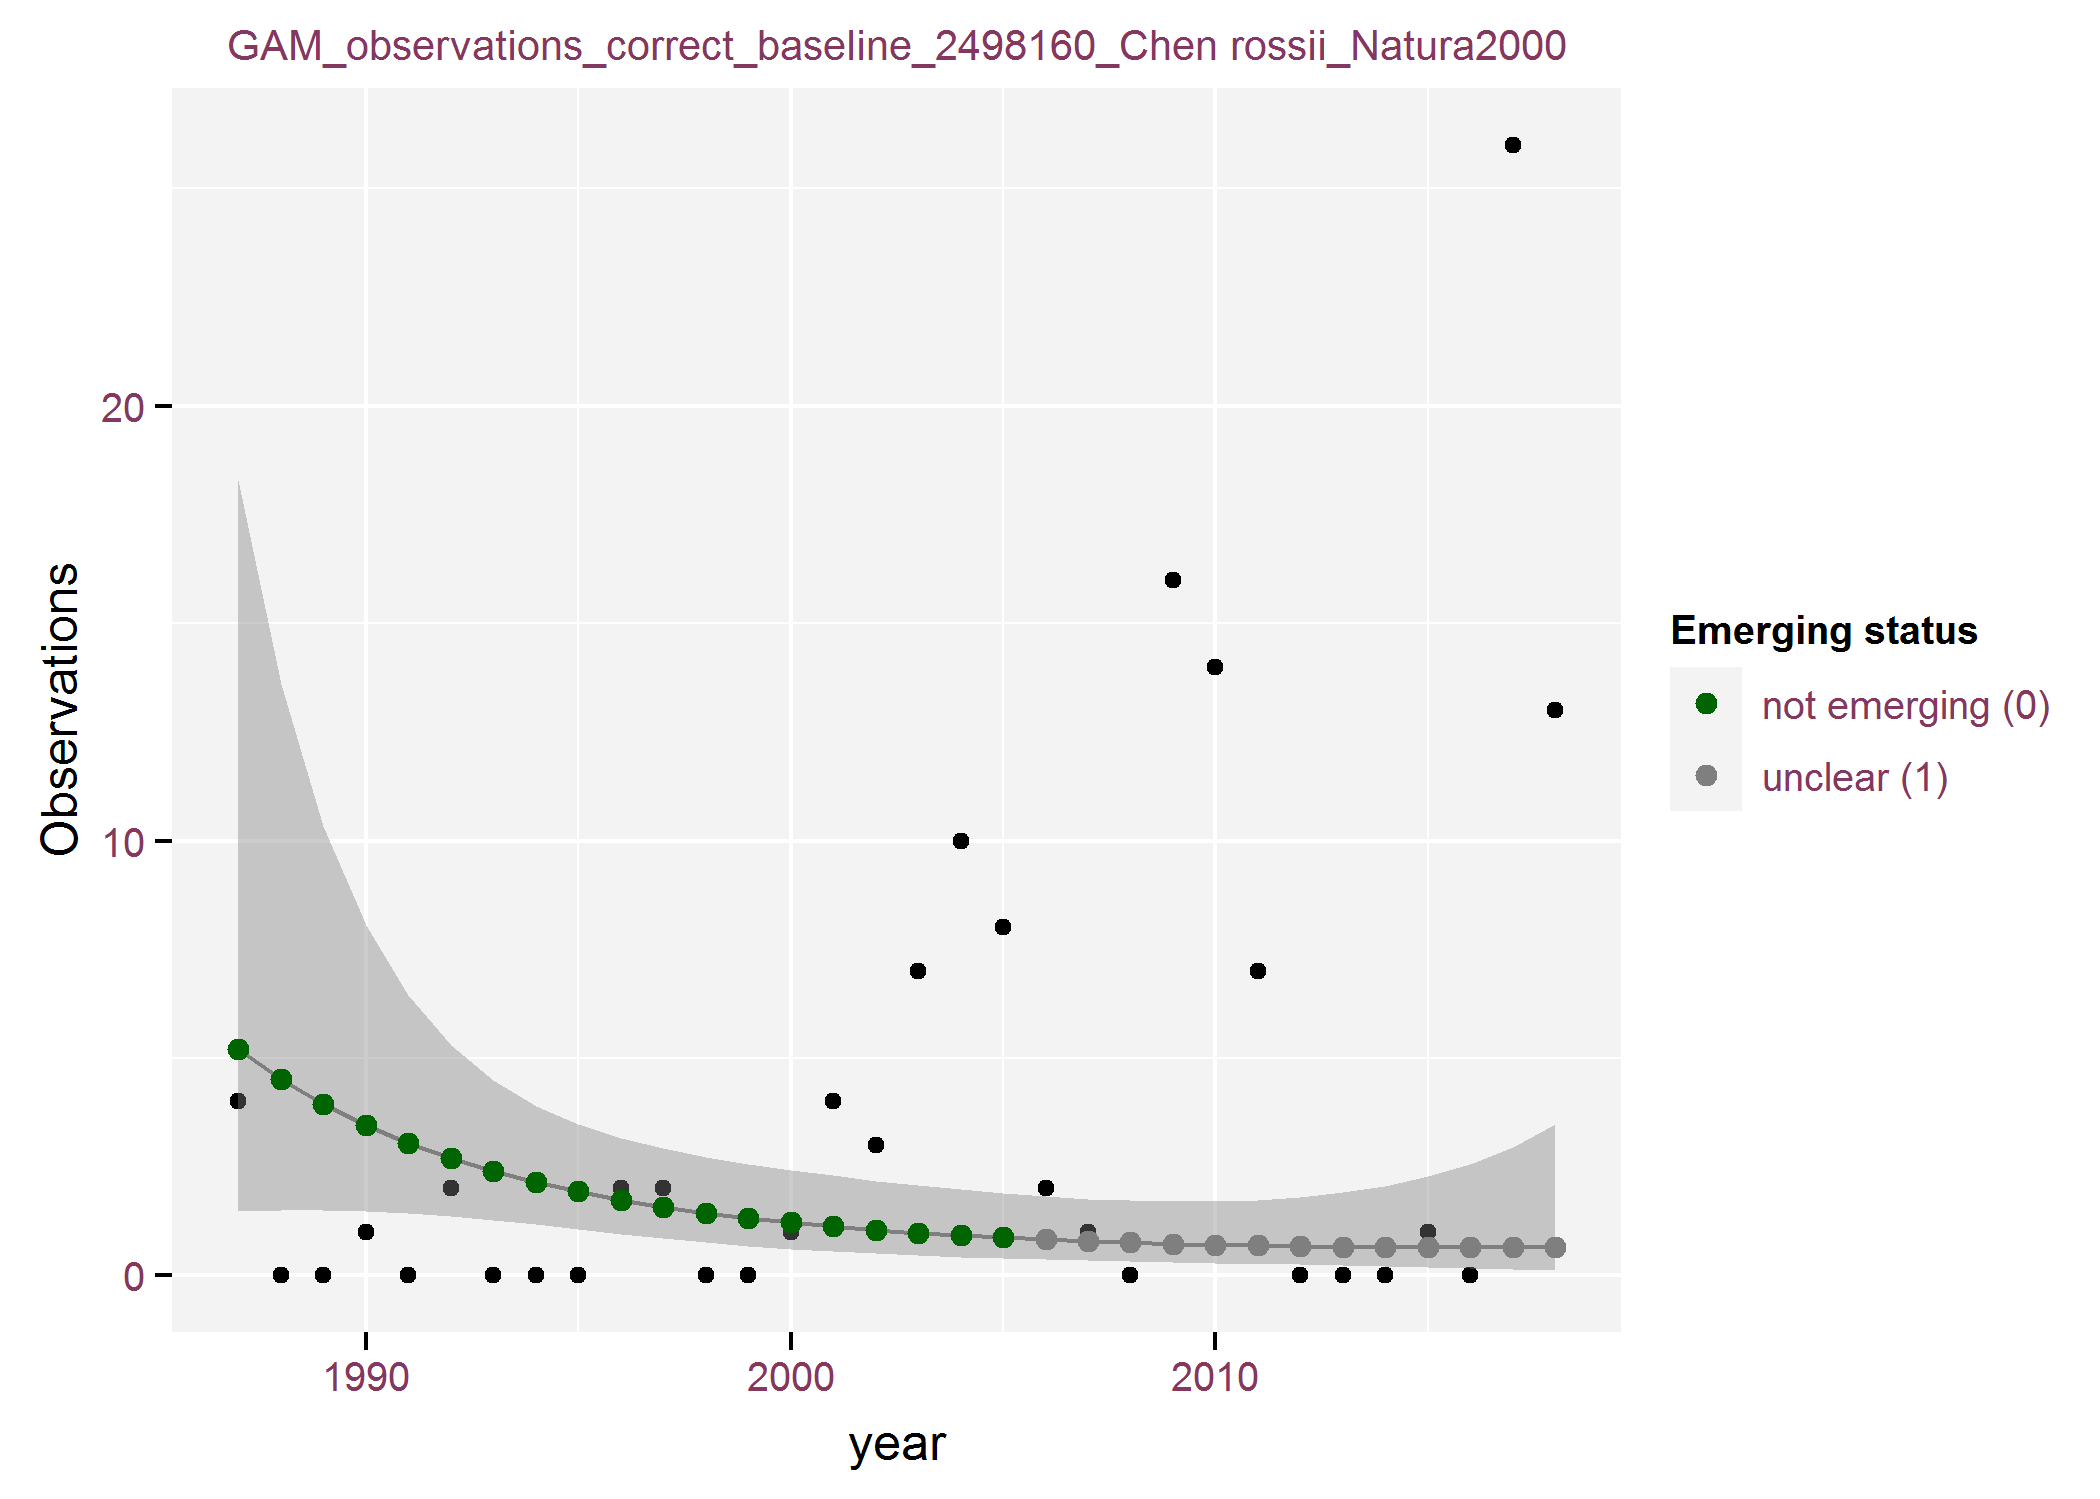 GAM_observations_correct_baseline_2498160_Chen rossii_Natura2000
Observations
20
10
0
1990
2000
2010
year
Emerging status
not emerging (0)
unclear (1)